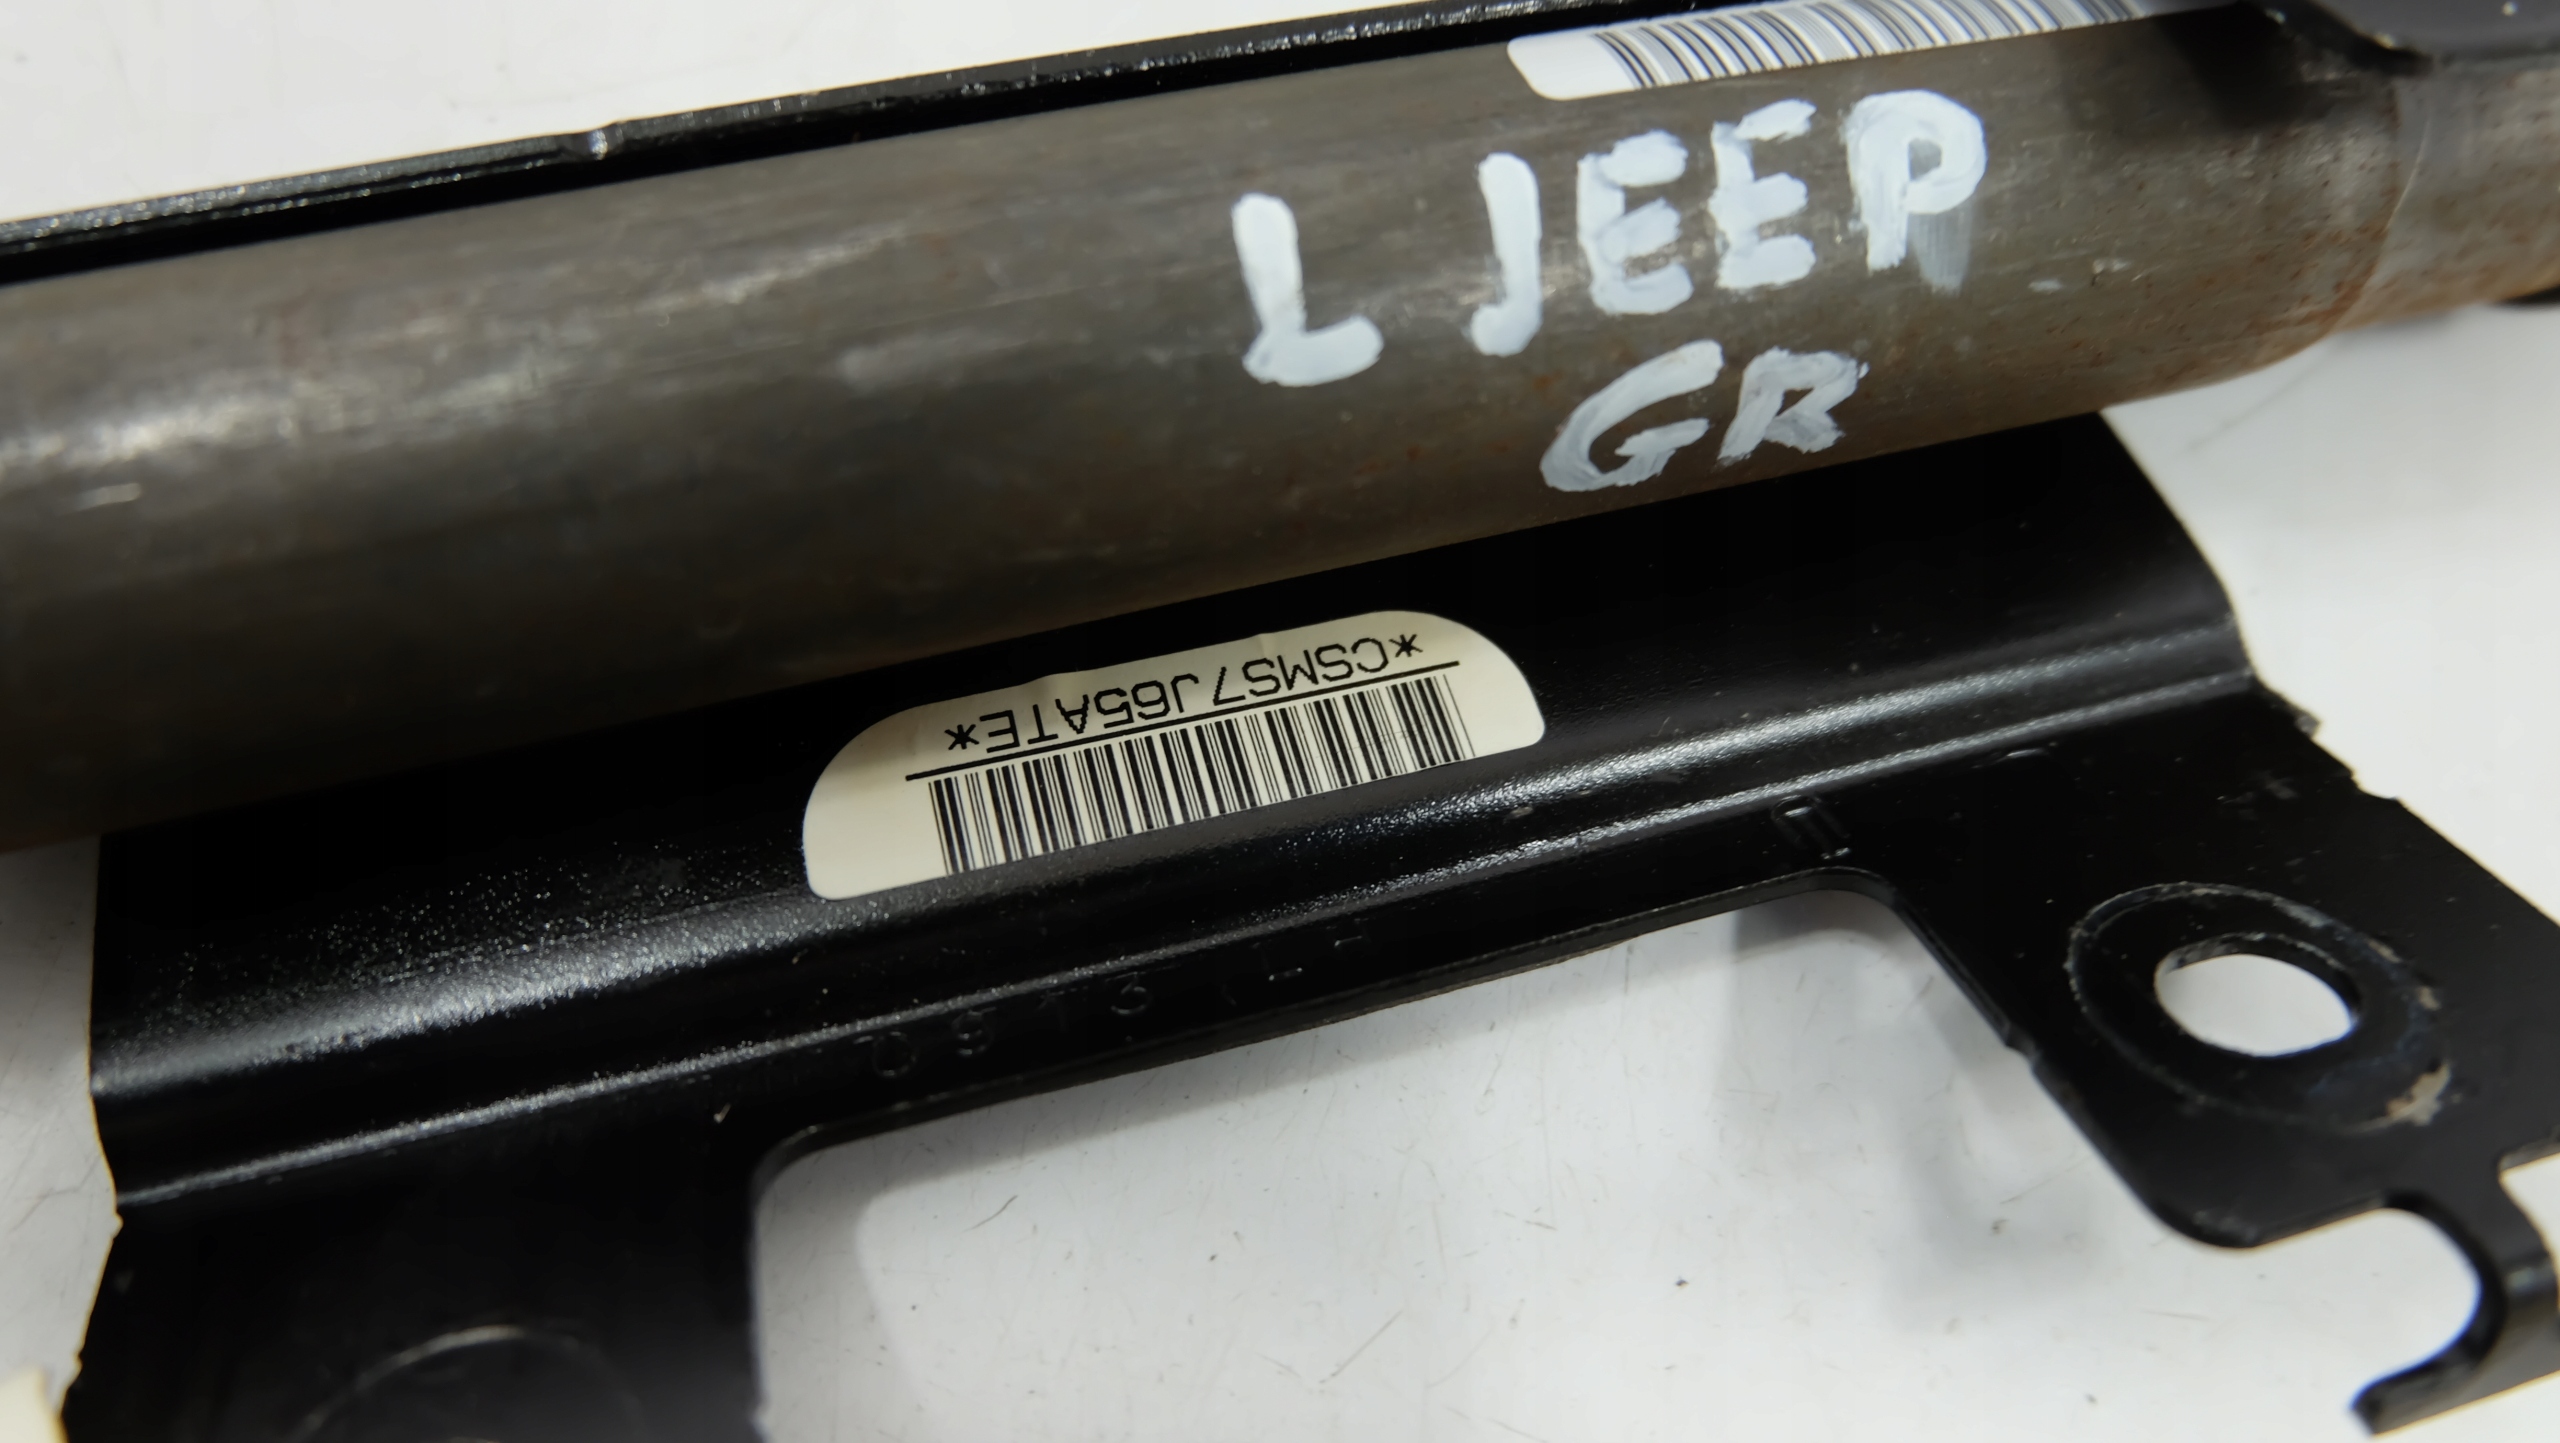 L JEEP
GR
*CSMS7J65ATE*